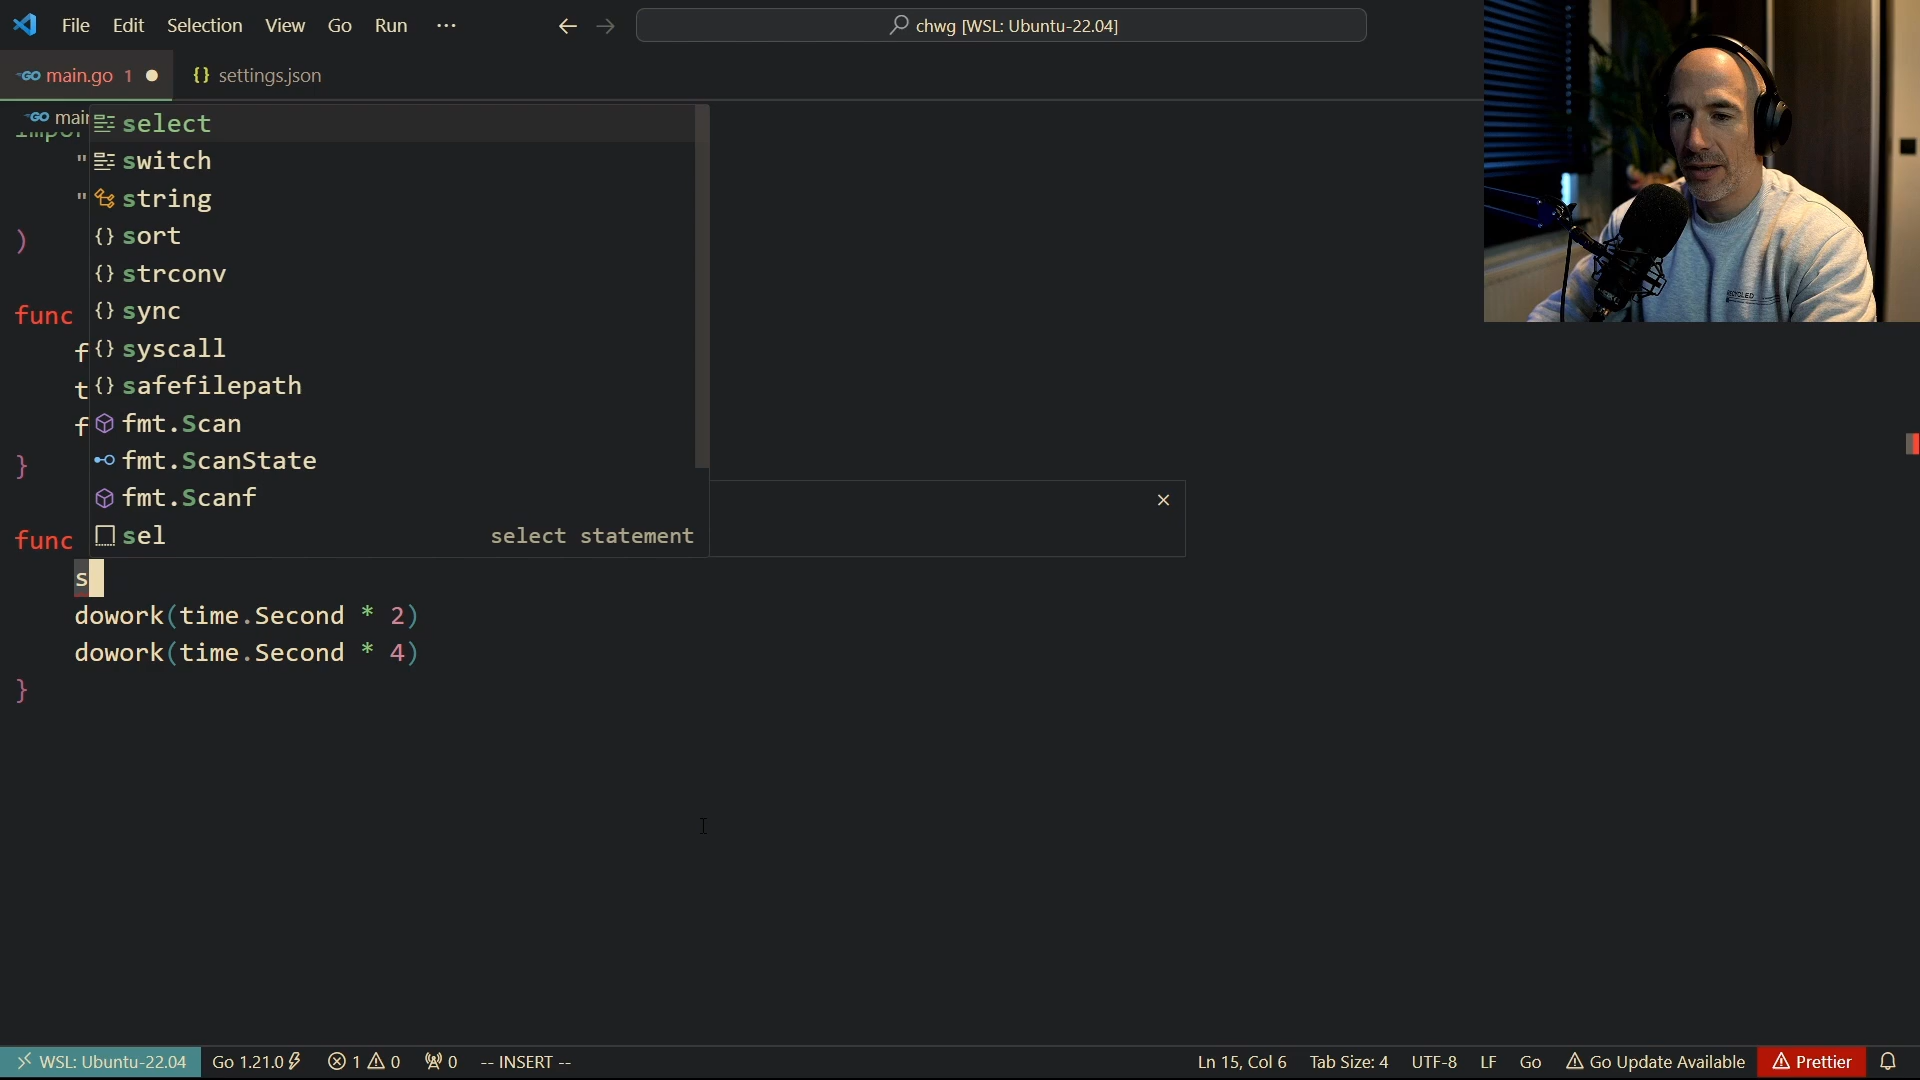 File Edit Selection View Go Run ···
chwg [WSL: Ubuntu-22.04]
main.go 1 settings.json
select
" switch
" string
) sort
strconv
func sync
f syscall
t safefilepath
f fmt.Scan
} fmt.ScanState
fmt.Scanf
func sel select statement
s
dowork(time.Second * 2)
dowork(time.Second * 4)
}
WSL: Ubuntu-22.04 Go 1.21.0 1 0 0 -- INSERT -- Ln 15, Col 6 Tab Size: 4 UTF-8 LF Go Go Update Available Prettier